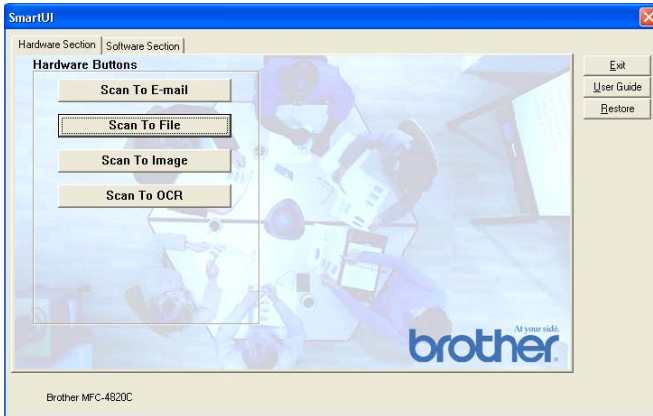 SmartUI
Hardware Section
Software Section
Hardware Buttons
Scan To E-mail
Scan To File
Scan To Image
Scan To OCR
Exit
User Guide
Restore
At your side.
brother
Brother MFC-4820C